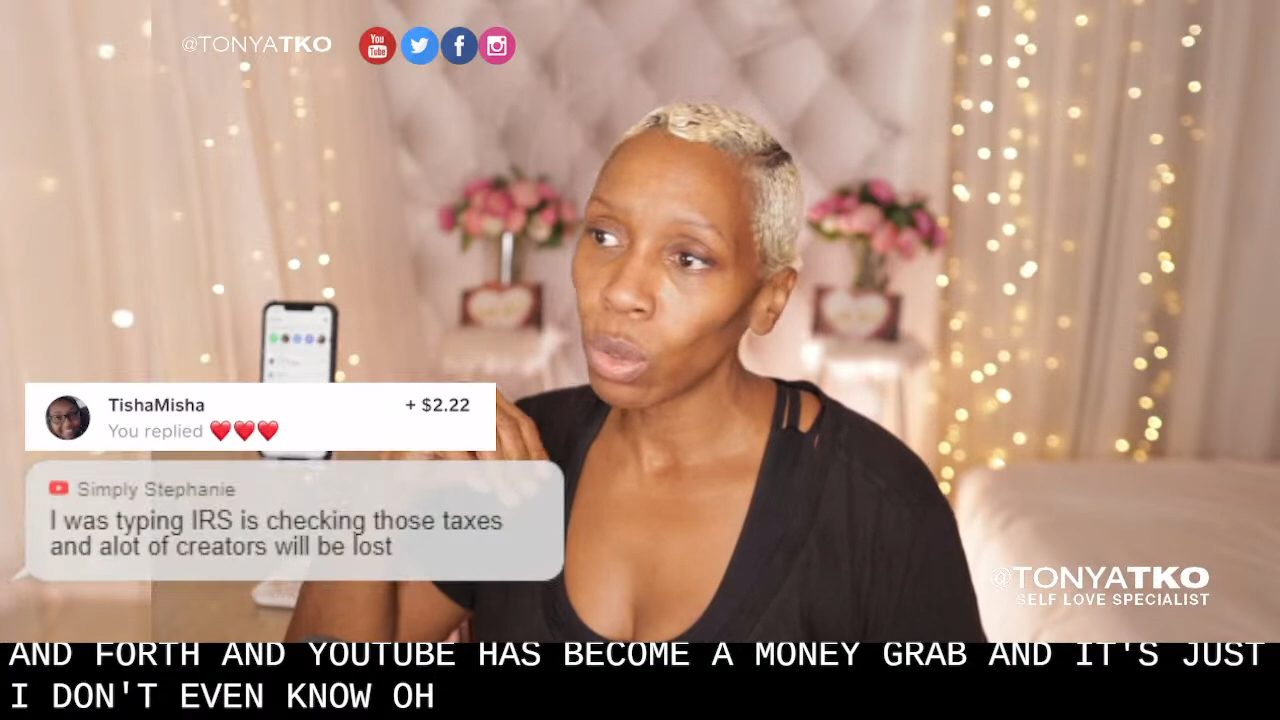 @TONYATKO
You Tube
TishaMisha + $2.22
You replied ❤️❤️❤️
Simply Stephanie
I was typing IRS is checking those taxes
and alot of creators will be lost
@TONYATKO
SELF LOVE SPECIALIST
AND FORTH AND YOUTUBE HAS BECOME A MONEY GRAB AND IT'S JUST
I DON'T EVEN KNOW OH